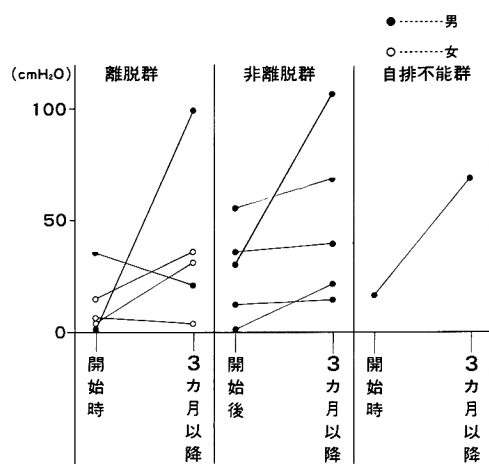 ●---------男
○---------女
(cmH₂O)
離脱群
非離脱群
自排不能群
100
50
0
開始時
3カ月以降
開始後
3カ月以降
開始時
3カ月以降